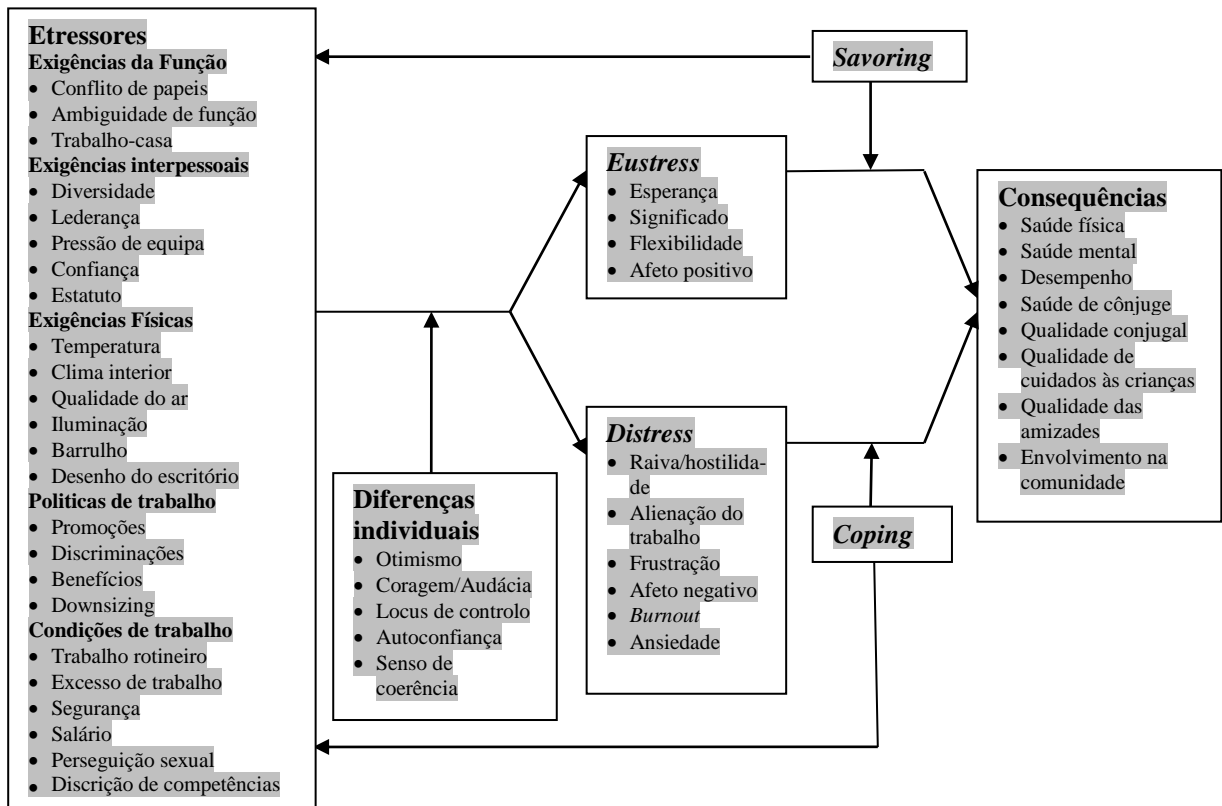 Etressores
Exigências da Função
• Conflito de papeis
• Ambiguidade de função
• Trabalho-casa
Exigências interpessoais
• Diversidade
• Lederança
• Pressão de equipa
• Confiança
• Estatuto
Exigências Físicas
• Temperatura
• Clima interior
• Qualidade do ar
• Iluminação
• Barrulho
• Desenho do escritório
Politicas de trabalho
• Promoções
• Discriminações
• Benefícios
• Downsizing
Condições de trabalho
• Trabalho rotineiro
• Excesso de trabalho
• Segurança
• Salário
• Perseguição sexual
• Discrição de competências
Diferenças
individuais
• Otimismo
• Coragem/Audácia
• Locus de controlo
• Autoconfiança
• Senso de
coerência
Eustress
• Esperança
• Significado
• Flexibilidade
• Afeto positivo
Distress
• Raiva/hostilida-
de
• Alienação do
trabalho
• Frustração
• Afeto negativo
• Burnout
• Ansiedade
Savoring
Coping
Consequências
• Saúde física
• Saúde mental
• Desempenho
• Saúde de cônjuge
• Qualidade conjugal
• Qualidade de
cuidados às crianças
• Qualidade das
amizades
• Envolvimento na
comunidade